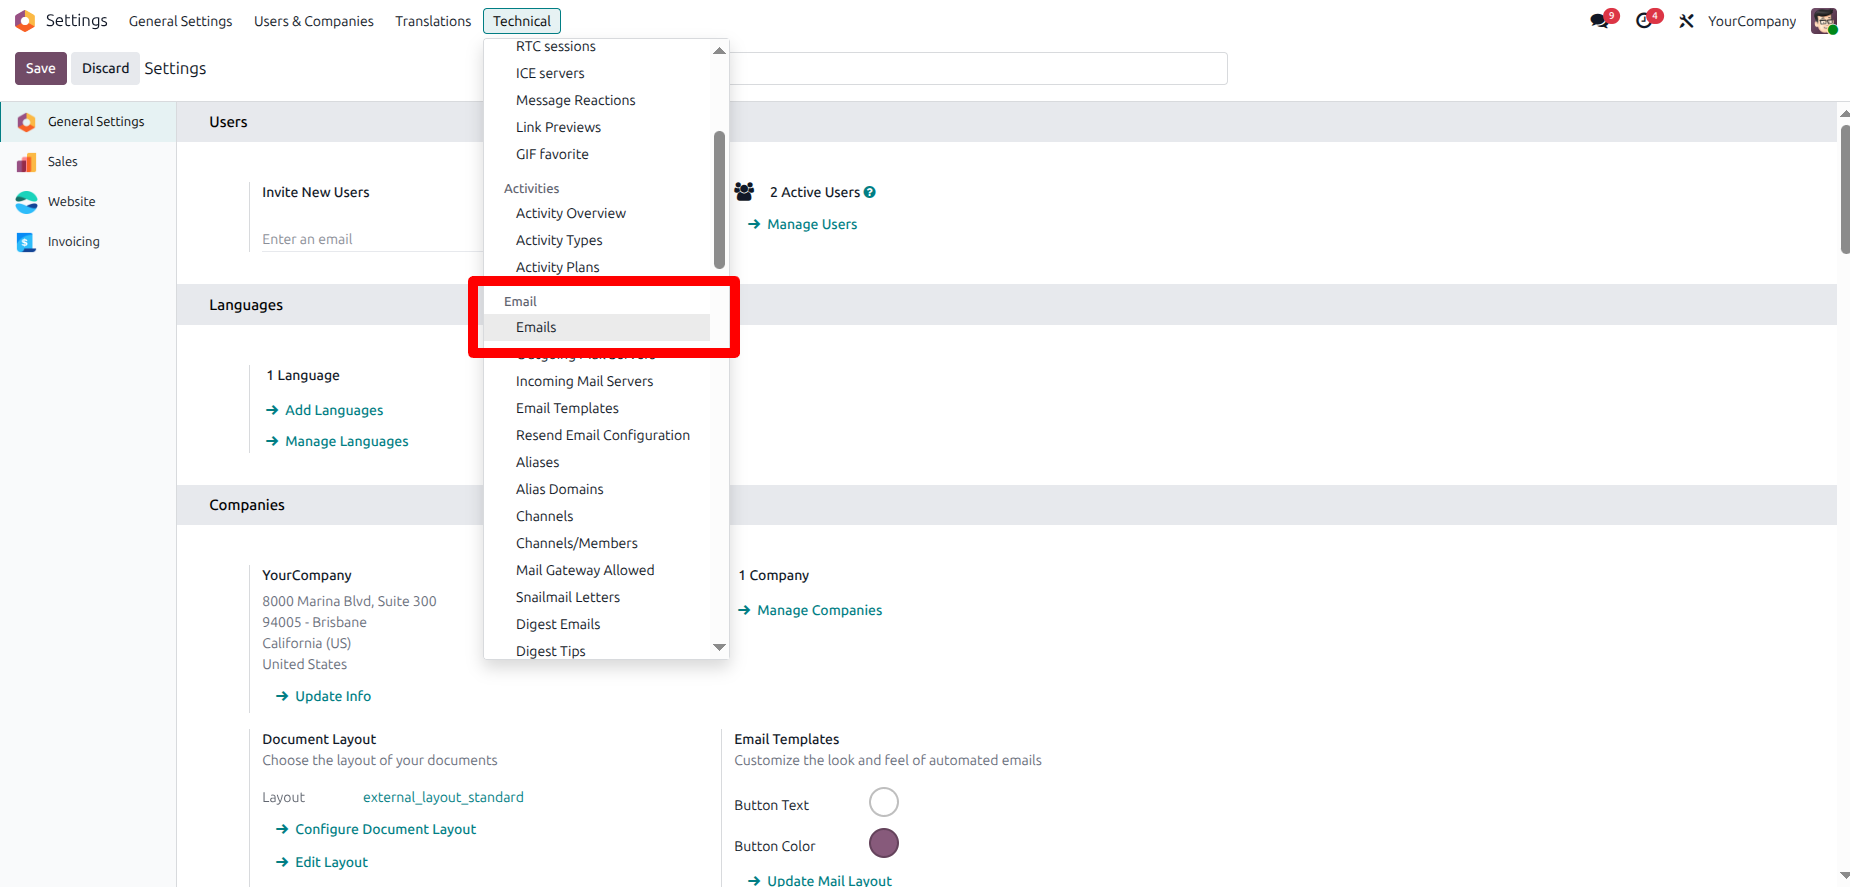 Settings General Settings Users & Companies Translations Technical 9 4 YourCompany
Save Discard Settings
General Settings
Sales
Website
Invoicing
RTC sessions
ICE servers
Message Reactions
Link Previews
GIF favorite
Activities
Activity Overview
Activity Types
Activity Plans
Email
Emails
Incoming Mail Servers
Email Templates
Resend Email Configuration
Aliases
Alias Domains
Channels
Channels/Members
Mail Gateway Allowed
Snailmail Letters
Digest Emails
Digest Tips
Users
Invite New Users
Enter an email
2 Active Users ?
Manage Users
Languages
1 Language
Add Languages
Manage Languages
Companies
YourCompany
8000 Marina Blvd, Suite 300
94005 - Brisbane
California (US)
United States
Update Info
1 Company
Manage Companies
Document Layout
Choose the layout of your documents
Layout external_layout_standard
Configure Document Layout
Edit Layout
Email Templates
Customize the look and feel of automated emails
Button Text
Button Color
Update Mail Layout